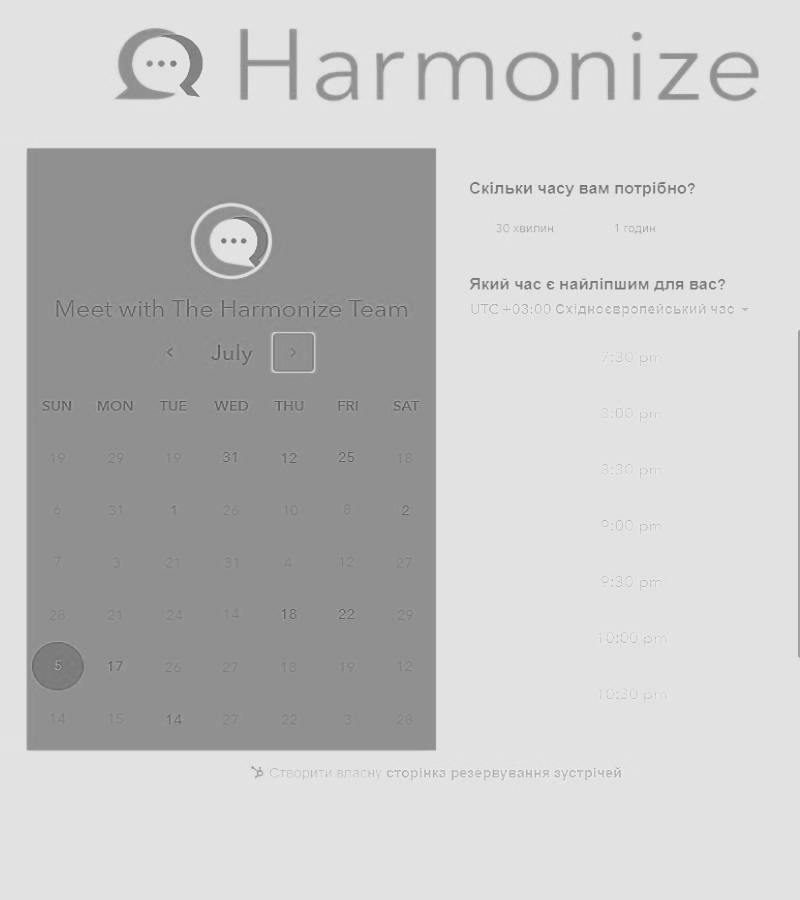 Harmonize
Meet with The Harmonize Team
July
SUN MON TUE WED THU FRI SAT
19 29 19 31 12 25 18
6 31 1 26 10 8 2
7 3 21 31 4 12 27
28 21 24 14 18 22 29
5 17 26 27 18 19 12
14 15 14 27 22 3 28
Скільки часу вам потрібно?
30 хвилин 1 годин
Який час є найліпшим для вас?
UTC +03:00 Східноєвропейський час
7:30 pm
8:00 pm
8:30 pm
9:00 pm
9:30 pm
10:00 pm
10:30 pm
Створити власну сторінка резервування зустрічей